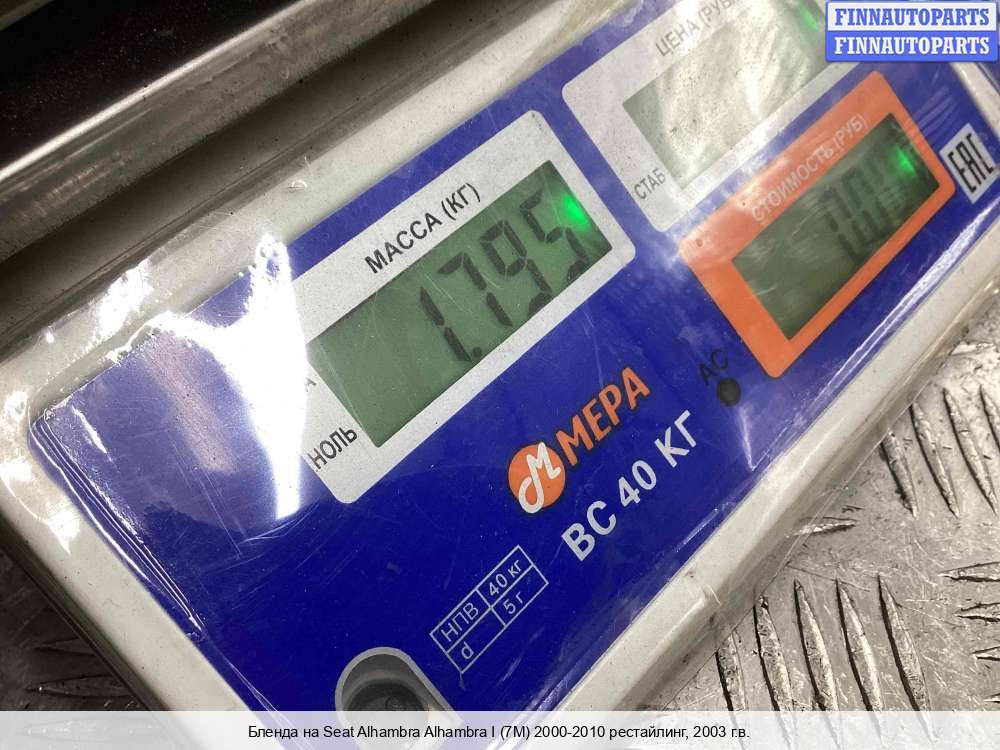 FINNAUTOPARTS
FINNAUTOPARTS
ЦЕНА (РУБ
СТАБ
СТОИМОСТЬ (РУБ)
EAC
МАССА (КГ)
1.795
НОЛЬ
АС
МЕРА
ВС 40 КГ
НПВ 40 кг
d 5 г
Бленда на Seat Alhambra Alhambra I (7M) 2000-2010 рестайлинг, 2003 г.в.